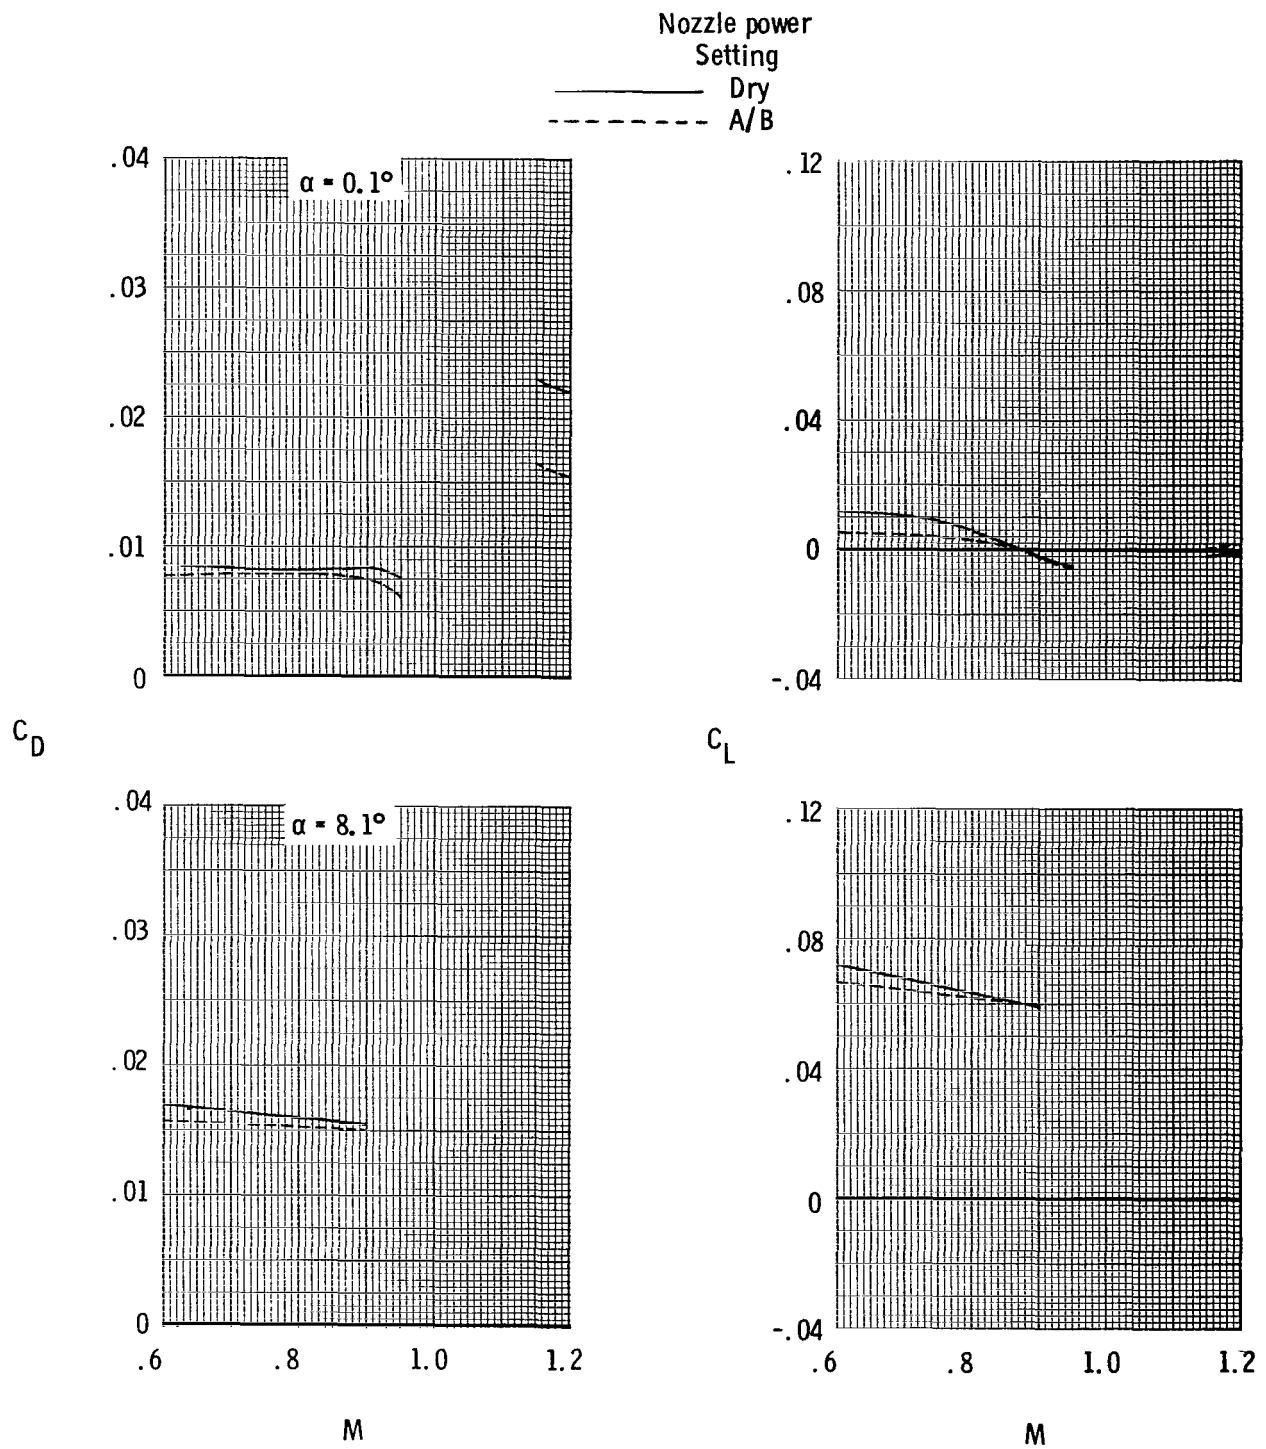 Nozzle power
Setting
Dry
A/B
.04
α = 0.1°
.03
.02
.01
0
.12
.08
.04
0
-.04
C_D
C_L
.04
α = 8.1°
.03
.02
.01
0
.6
.8
1.0
1.2
M
.12
.08
.04
0
-.04
.6
.8
1.0
1.2
M